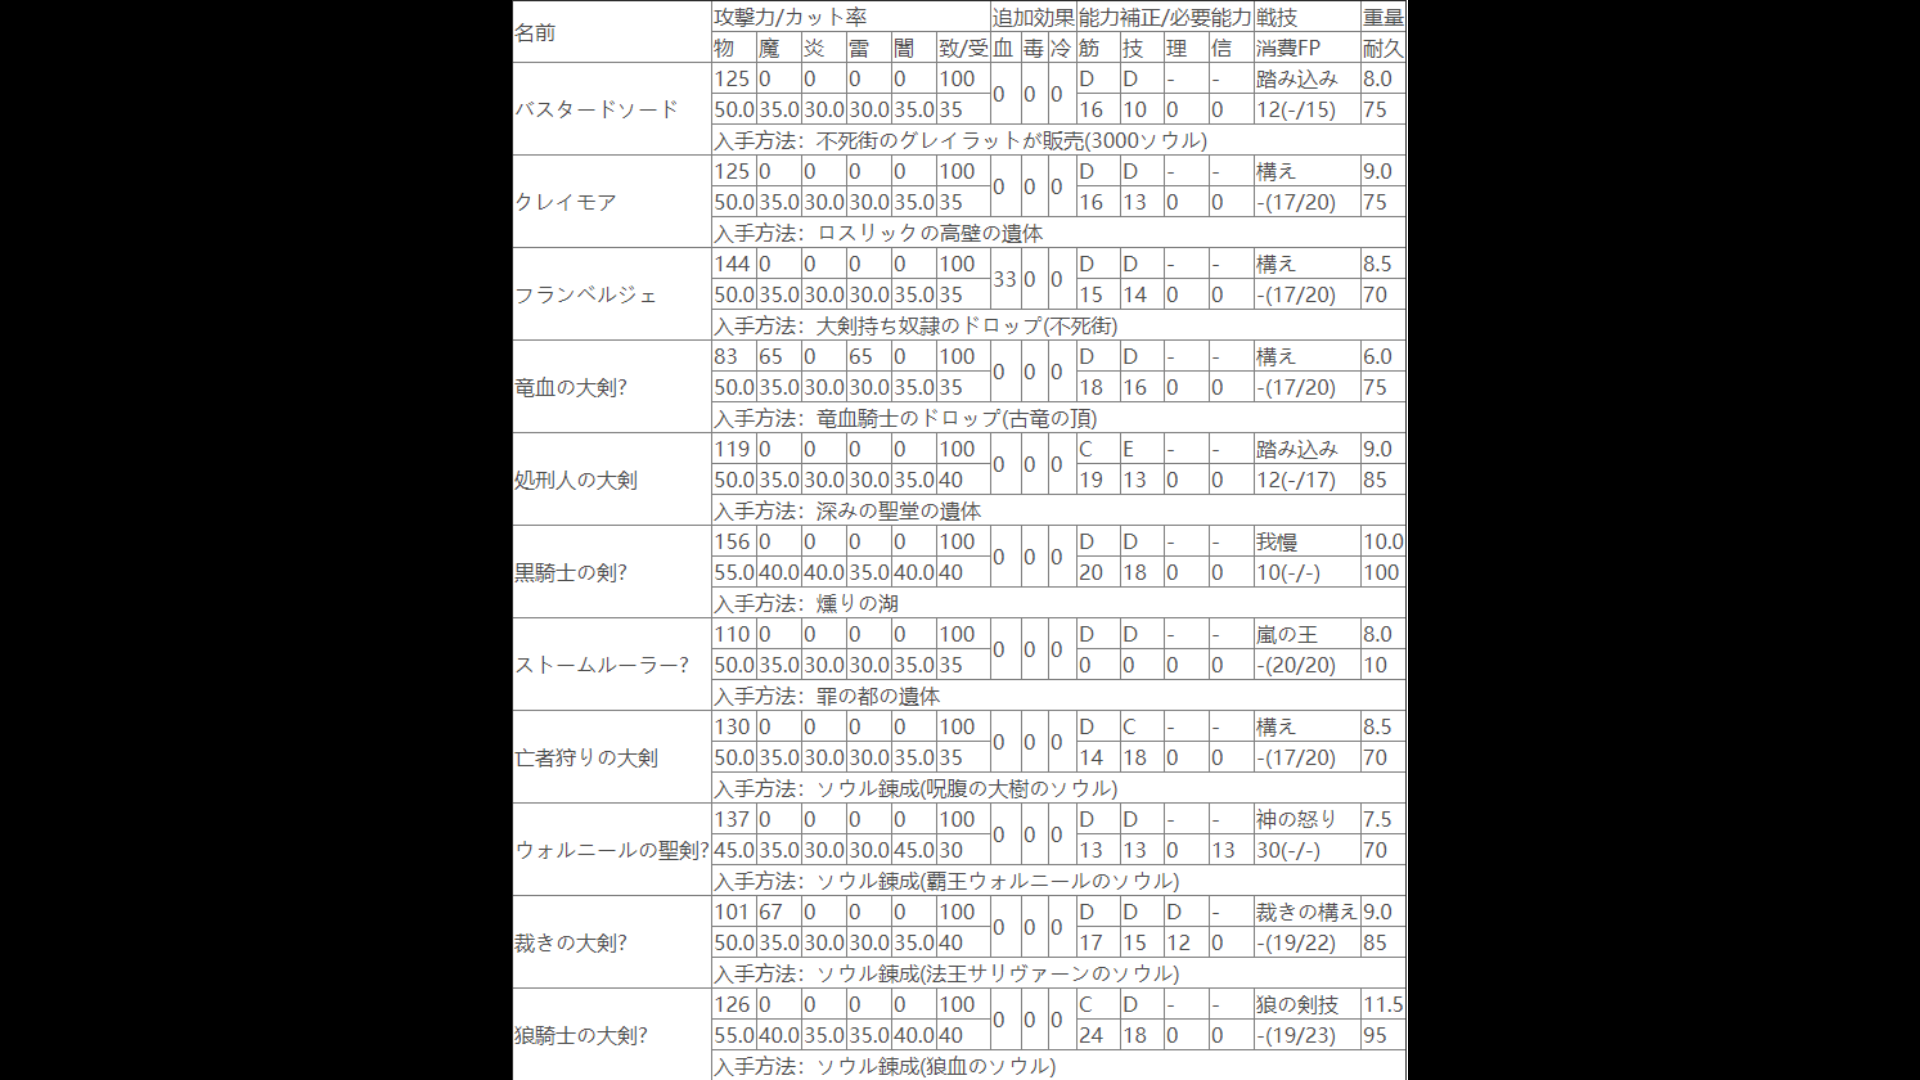 名前 攻撃力/カット率 追加効果 能力補正/必要能力 戦技 重量
物 魔 炎 雷 闇 致/受 血 毒 冷 筋 技 理 信 消費FP 耐久
バスタードソード 125 0 0 0 0 100 0 0 0 D D - - 踏み込み 8.0
50.0 35.0 30.0 30.0 35.0 35 16 10 0 0 12(-/15) 75
入手方法：不死街のグレイラットが販売(3000ソウル)
クレイモア 125 0 0 0 0 100 0 0 0 D D - - 構え 9.0
50.0 35.0 30.0 30.0 35.0 35 16 13 0 0 -(17/20) 75
入手方法：ロスリックの高壁の遺体
フランベルジェ 144 0 0 0 0 100 33 0 0 D D - - 構え 8.5
50.0 35.0 30.0 30.0 35.0 35 15 14 0 0 -(17/20) 70
入手方法：大剣持ち奴隷のドロップ(不死街)
竜血の大剣? 83 65 0 65 0 100 0 0 0 D D - - 構え 6.0
50.0 35.0 30.0 30.0 35.0 35 18 16 0 0 -(17/20) 75
入手方法：竜血騎士のドロップ(古竜の頂)
処刑人の大剣 119 0 0 0 0 100 0 0 0 C E - - 踏み込み 9.0
50.0 35.0 30.0 30.0 35.0 40 19 13 0 0 12(-/17) 85
入手方法：深みの聖堂の遺体
黒騎士の剣? 156 0 0 0 0 100 0 0 0 D D - - 我慢 10.0
55.0 40.0 40.0 35.0 40.0 40 20 18 0 0 10(-/-) 100
入手方法：燻りの湖
ストームルーラー? 110 0 0 0 0 100 0 0 0 D D - - 嵐の王 8.0
50.0 35.0 30.0 30.0 35.0 35 0 0 0 0 -(20/20) 10
入手方法：罪の都の遺体
亡者狩りの大剣 130 0 0 0 0 100 0 0 0 D C - - 構え 8.5
50.0 35.0 30.0 30.0 35.0 35 14 18 0 0 -(17/20) 70
入手方法：ソウル錬成(呪腹の大樹のソウル)
ウォルニールの聖剣? 137 0 0 0 0 100 0 0 0 D D - - 神の怒り 7.5
45.0 35.0 30.0 30.0 45.0 30 13 13 0 13 30(-/-) 70
入手方法：ソウル錬成(覇王ウォルニールのソウル)
裁きの大剣? 101 67 0 0 0 100 0 0 0 D D D - 裁きの構え 9.0
50.0 35.0 30.0 30.0 35.0 40 17 15 12 0 -(19/22) 85
入手方法：ソウル錬成(法王サリヴァーンのソウル)
狼騎士の大剣? 126 0 0 0 0 100 0 0 0 C D - - 狼の剣技 11.5
55.0 40.0 35.0 35.0 40.0 40 24 18 0 0 -(19/23) 95
入手方法：ソウル錬成(狼血のソウル)